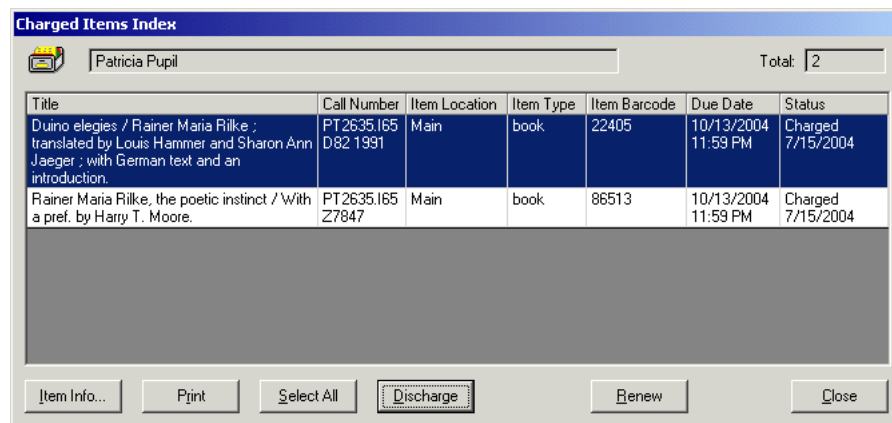 Charged Items Index
Patricia Pupil Total: 2
Title Call Number Item Location Item Type Item Barcode Due Date Status
Duino elegies / Rainer Maria Rilke ; PT2635.I65 Main book 22405 10/13/2004 Charged
translated by Louis Hammer and Sharon Ann D82 1991 11:59 PM 7/15/2004
Jaeger ; with German text and an
introduction.
Rainer Maria Rilke, the poetic instinct / With PT2635.I65 Main book 86513 10/13/2004 Charged
a pref. by Harry T. Moore. Z7847 11:59 PM 7/15/2004
Item Info... Print Select All Discharge Renew Close